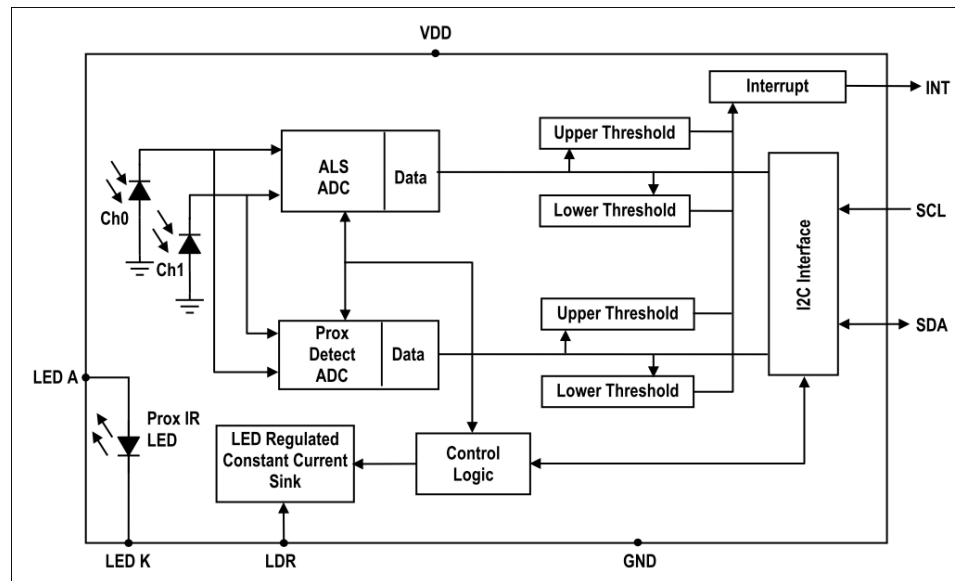 VDD
Interrupt
INT
Upper Threshold
ALS
ADC
Data
Ch0
Lower Threshold
SCL
Ch1
I2C Interface
Upper Threshold
SDA
Prox
Detect
ADC
Data
LED A
Lower Threshold
Prox IR
LED
LED Regulated
Constant Current
Sink
Control
Logic
LED K
LDR
GND